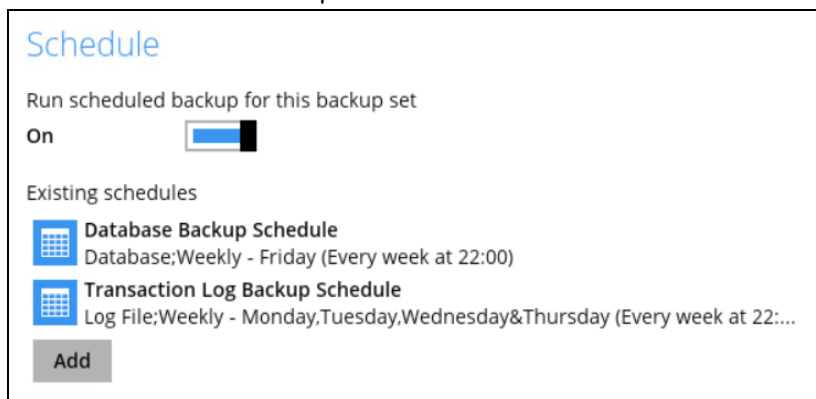 Schedule
Run scheduled backup for this backup set
On
Existing schedules
Database Backup Schedule
Database;Weekly - Friday (Every week at 22:00)
Transaction Log Backup Schedule
Log File;Weekly - Monday,Tuesday,Wednesday&Thursday (Every week at 22:...
Add